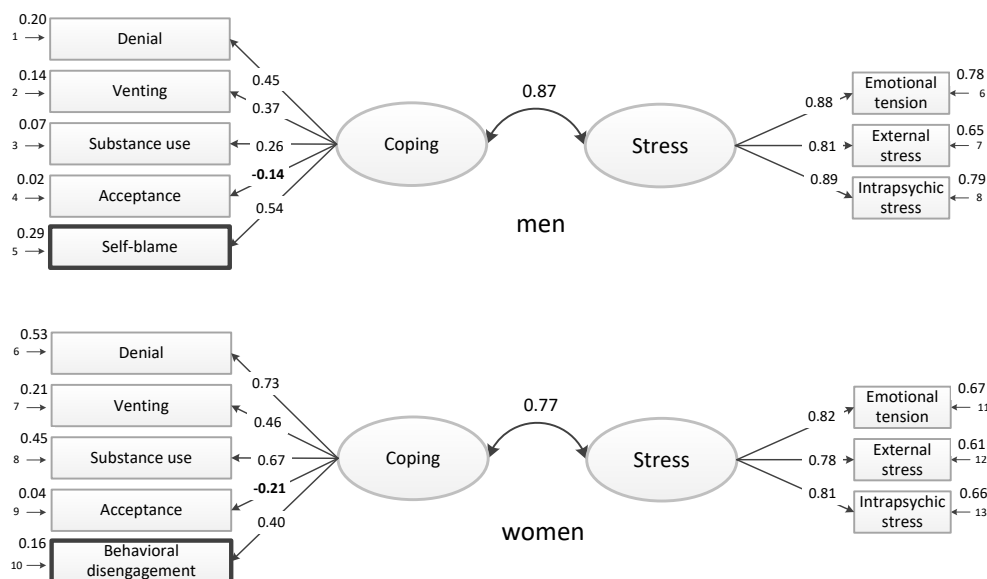 0.20
1
Denial
0.14
2
Venting
0.07
3
Substance use
0.02
4
Acceptance
0.29
5
Self-blame
0.45
0.37
0.26
-0.14
0.54
Coping
0.87
Stress
men
0.88
0.81
0.89
Emotional
tension
0.78
6
External
stress
0.65
7
Intrapsychic
stress
0.79
8
0.53
6
Denial
0.21
7
Venting
0.45
8
Substance use
0.04
9
Acceptance
0.16
10
Behavioral
disengagement
0.73
0.46
0.67
-0.21
0.40
Coping
0.77
Stress
women
0.82
0.78
0.81
Emotional
tension
0.67
11
External
stress
0.61
12
Intrapsychic
stress
0.66
13